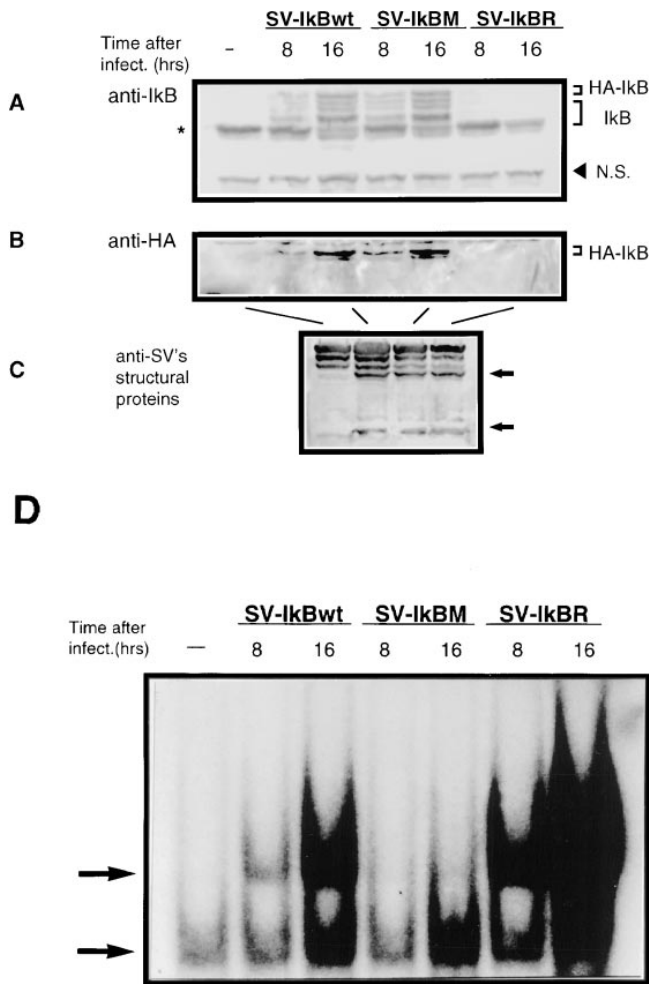 SV-IkBwt SV-IkBM SV-IkBR
Time after infect. (hrs) - 8 16 8 16 8 16
A anti-IkB HA-IkB
IkB
*
N.S.
B anti-HA HA-IkB
C anti-SV's structural proteins
D
SV-IkBwt SV-IkBM SV-IkBR
Time after infect.(hrs) — 8 16 8 16 8 16